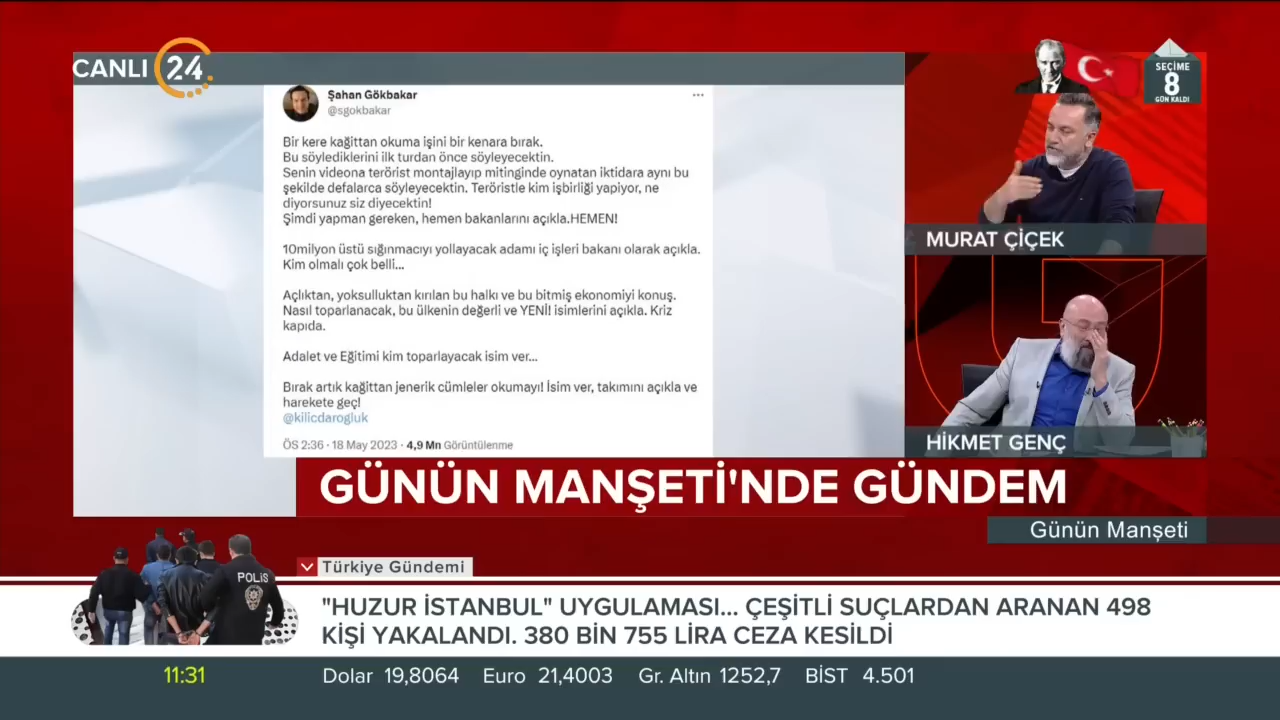 CANLI 24
SEÇİME
8
GÜN KALDI
Şahan Gökbakar
@sgokbakar
Bir kere kağıttan okuma işini bir kenara bırak.
Bu söylediklerini ilk turdan önce söyleyecektin.
Senin videona terörist montajlayıp mitinginde oynatan iktidara aynı bu
şekilde defalarca söyleyecektin. Teröristle kim işbirliği yapiyor, ne
diyorsunuz siz diyecektin!
Şimdi yapman gereken, hemen bakanlarını açıkla.HEMEN!
10milyon üstü sığınmacıyı yollayacak adamı iç işleri bakanı olarak açıkla.
Kim olmalı çok belli...
Açlıktan, yoksulluktan kırılan bu halkı ve bu bitmiş ekonomiyi konuş.
Nasıl toparlanacak, bu ülkenin değerli ve YENİ! isimlerini açıkla. Kriz
kapıda.
Adalet ve Eğitimi kim toparlayacak isim ver...
Bırak artık kağıttan jenerik cümleler okumayı! İsim ver, takımını açıkla ve
harekete geç!
@kilicdarogluk
ÖS 2:36 · 18 May 2023 · 4,9 Mn Görüntülenme
MURAT ÇİÇEK
HİKMET GENÇ
GÜNÜN MANŞETİ'NDE GÜNDEM
Günün Manşeti
POLİS
Türkiye Gündemi
"HUZUR İSTANBUL" UYGULAMASI... ÇEŞİTLİ SUÇLARDAN ARANAN 498
KİŞİ YAKALANDI. 380 BİN 755 LİRA CEZA KESİLDİ
11:31 Dolar 19,8064 Euro 21,4003 Gr. Altın 1252,7 BİST 4.501